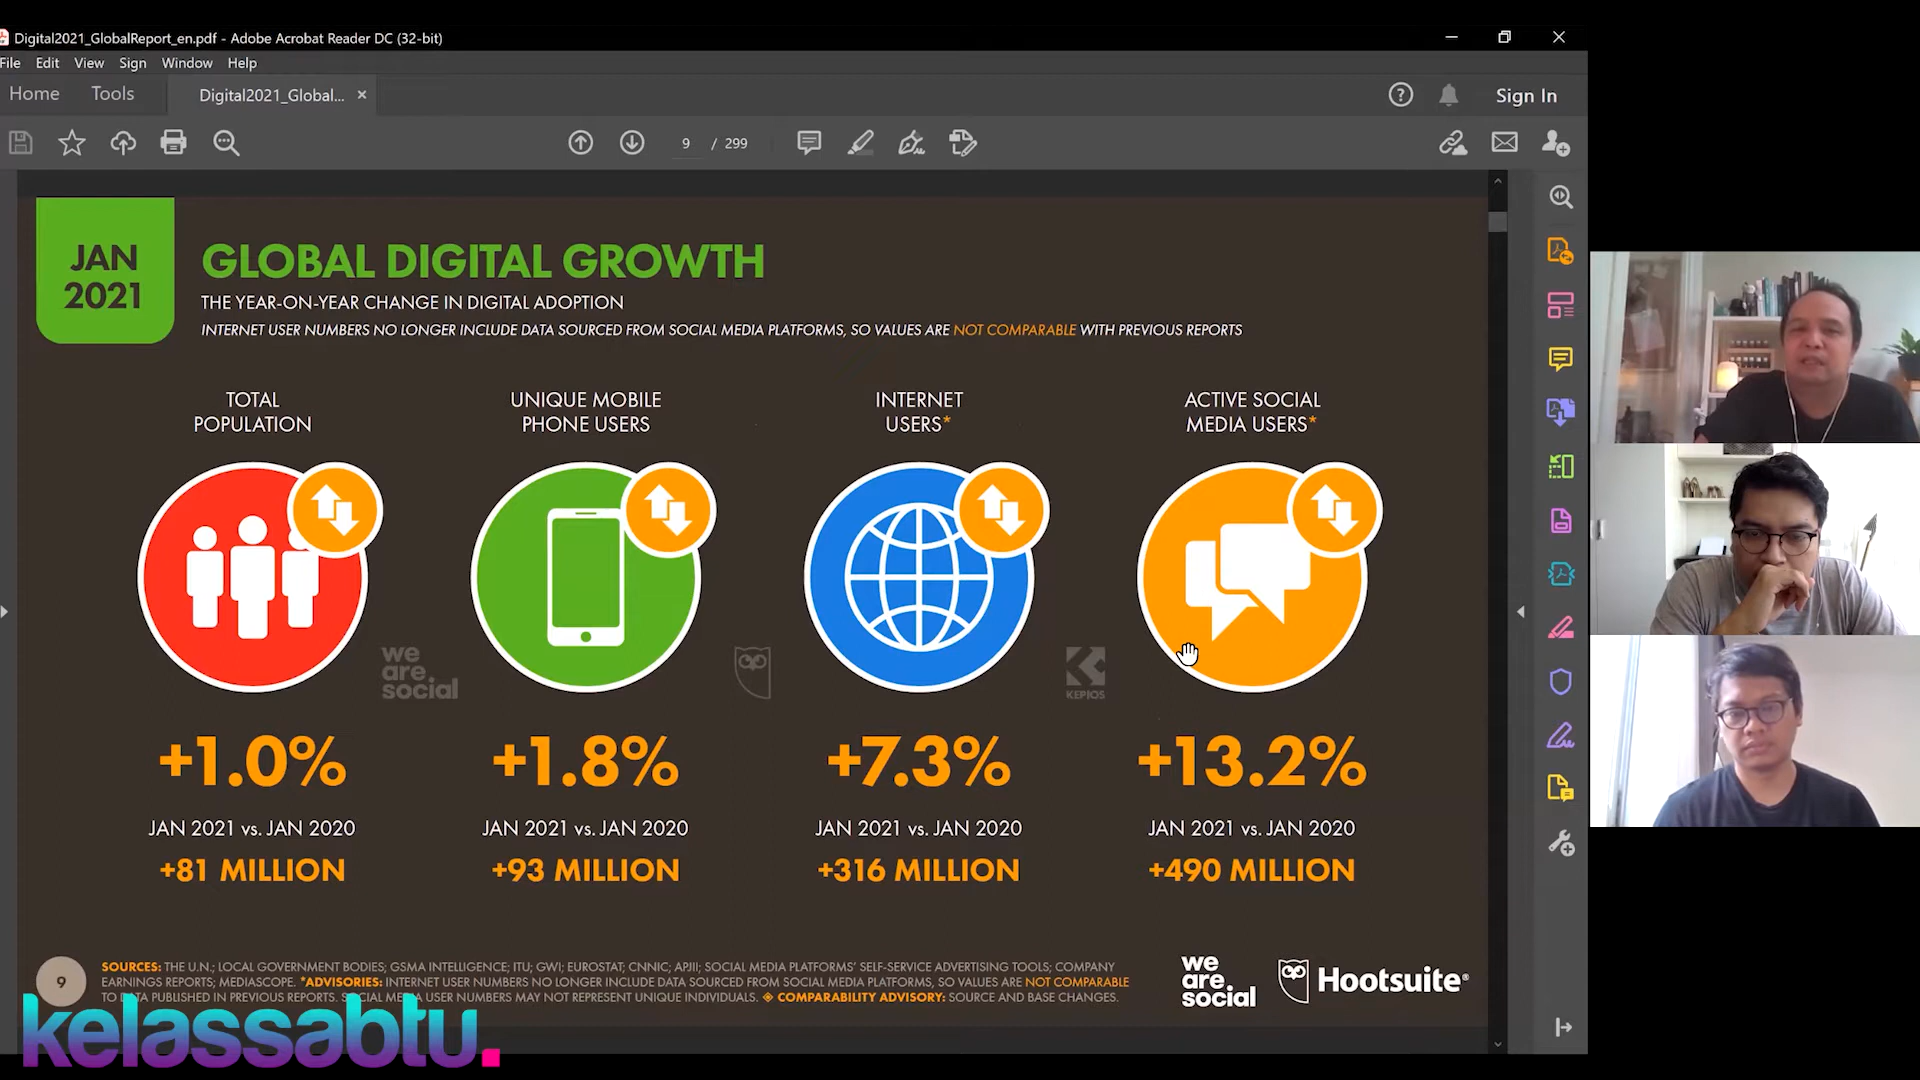 Digital2021_GlobalReport_en.pdf - Adobe Acrobat Reader DC (32-bit)
File Edit View Sign Window Help
Home Tools Digital2021_Global... ×
Sign In
9 / 299
JAN
2021
GLOBAL DIGITAL GROWTH
THE YEAR-ON-YEAR CHANGE IN DIGITAL ADOPTION
INTERNET USER NUMBERS NO LONGER INCLUDE DATA SOURCED FROM SOCIAL MEDIA PLATFORMS, SO VALUES ARE NOT COMPARABLE WITH PREVIOUS REPORTS
TOTAL
POPULATION
UNIQUE MOBILE
PHONE USERS
INTERNET
USERS*
ACTIVE SOCIAL
MEDIA USERS*
we
are
social
KEPIOS
+1.0%
+1.8%
+7.3%
+13.2%
JAN 2021 vs. JAN 2020
JAN 2021 vs. JAN 2020
JAN 2021 vs. JAN 2020
JAN 2021 vs. JAN 2020
+81 MILLION
+93 MILLION
+316 MILLION
+490 MILLION
9
SOURCES: THE U.N.; LOCAL GOVERNMENT BODIES; GSMA INTELLIGENCE; ITU; GWI; EUROSTAT; CNNIC; APJII; SOCIAL MEDIA PLATFORMS' SELF-SERVICE ADVERTISING TOOLS; COMPANY
EARNINGS REPORTS; MEDIASCOPE. *ADVISORIES: INTERNET USER NUMBERS NO LONGER INCLUDE DATA SOURCED FROM SOCIAL MEDIA PLATFORMS, SO VALUES ARE NOT COMPARABLE
TO DATA PUBLISHED IN PREVIOUS REPORTS. SOCIAL MEDIA USER NUMBERS MAY NOT REPRESENT UNIQUE INDIVIDUALS. ◈ COMPARABILITY ADVISORY: SOURCE AND BASE CHANGES.
we
are
social
Hootsuite®
kelassabtu.